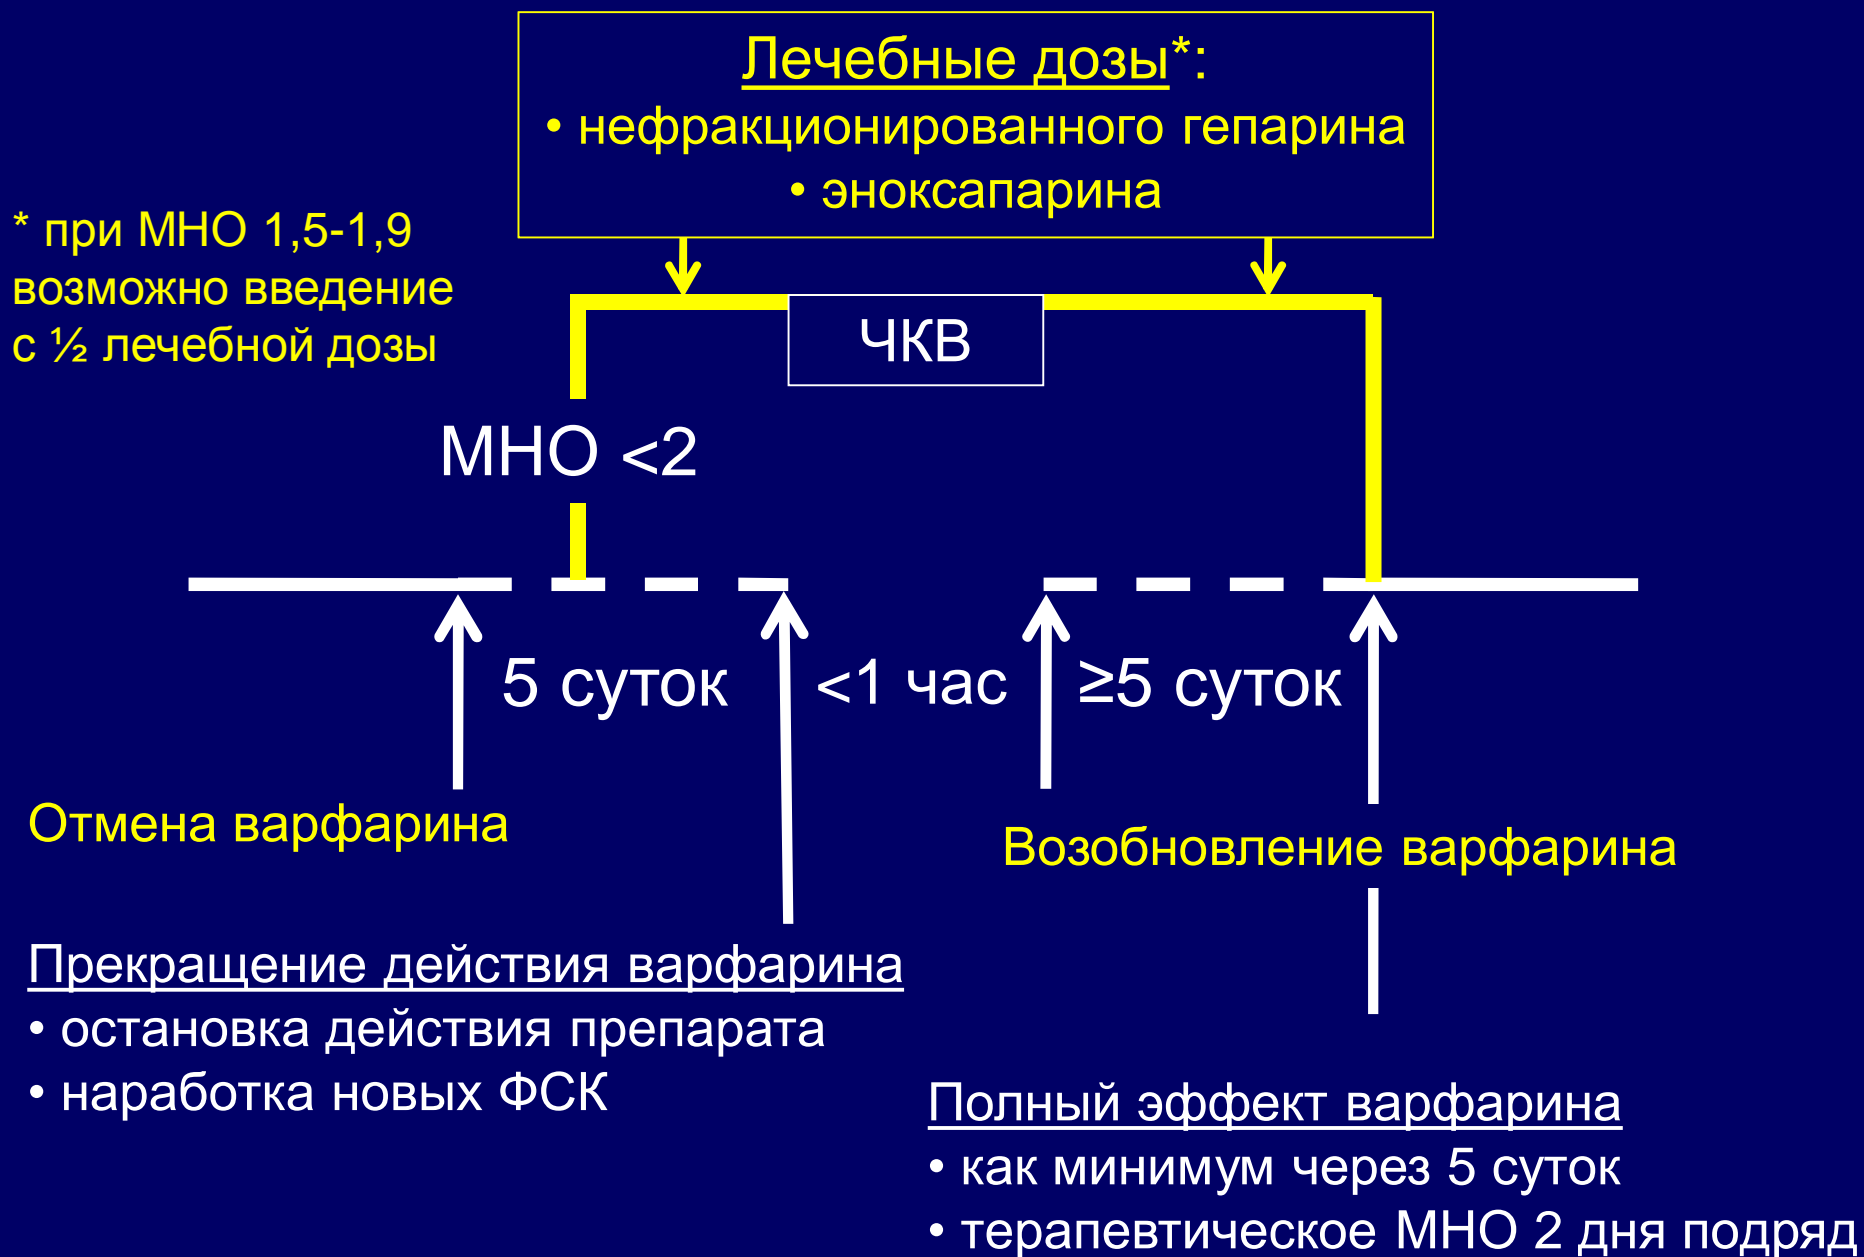 Лечебные дозы*:
• нефракционированного гепарина
• эноксапарина
* при МНО 1,5-1,9
возможно введение
с ½ лечебной дозы
ЧКВ
МНО <2
5 суток
<1 час
≥5 суток
Отмена варфарина
Возобновление варфарина
Прекращение действия варфарина
• остановка действия препарата
• наработка новых ФСК
Полный эффект варфарина
• как минимум через 5 суток
• терапевтическое МНО 2 дня подряд